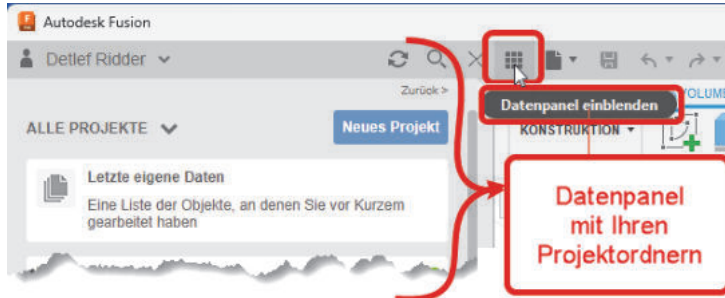 Autodesk Fusion
Detlef Ridder
Zurück >
Datenpanel einblenden
VOLUME
ALLE PROJEKTE
Neues Projekt
KONSTRUKTION
Letzte eigene Daten
Eine Liste der Objekte, an denen Sie vor Kurzem
gearbeitet haben
Datenpanel
mit Ihren
Projektordnern